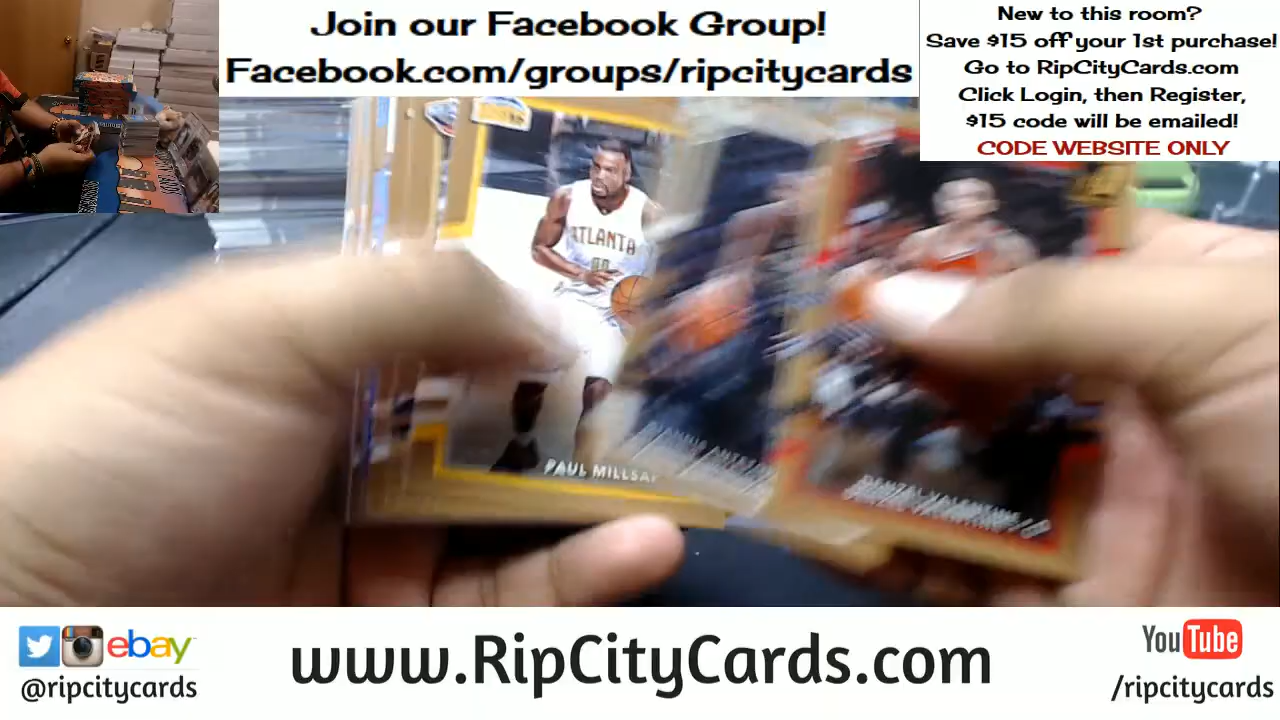 Join our Facebook Group!
Facebook.com/groups/ripcitycards
New to this room?
Save $15 off your 1st purchase!
Go to RipCityCards.com
Click Login, then Register,
$15 code will be emailed!
CODE WEBSITE ONLY
ATLANTA
PAUL MILLSAP
DENZEL VALENTINE / G
ebay
@ripcitycards
www.RipCityCards.com
YouTube
/ripcitycards